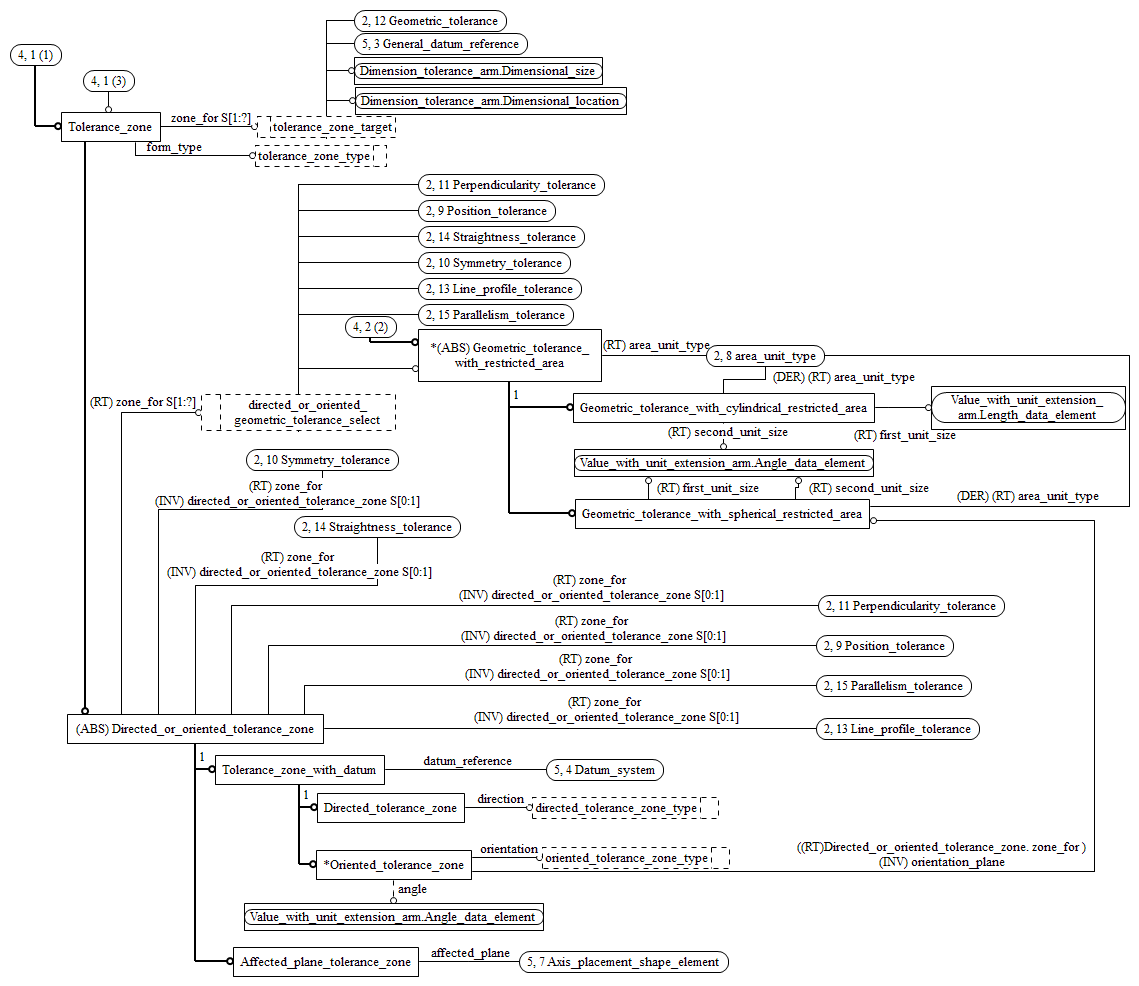 2, 12 Geometric_tolerance
5, 3 General_datum_reference
4, 1 (1)
Dimension_tolerance_arm.Dimensional_size
4, 1 (3)
Dimension_tolerance_arm.Dimensional_location
zone_for S[1:?]
Tolerance_zone
tolerance_zone_target
form_type
tolerance_zone_type
2, 11 Perpendicularity_tolerance
2, 9 Position_tolerance
2, 14 Straightness_tolerance
2, 10 Symmetry_tolerance
2, 13 Line_profile_tolerance
2, 15 Parallelism_tolerance
4, 2 (2)
*(ABS) Geometric_tolerance_
with_restricted_area
(RT) area_unit_type
2, 8 area_unit_type
(DER) (RT) area_unit_type
1
(RT) zone_for S[1:?]
directed_or_oriented_
geometric_tolerance_select
Geometric_tolerance_with_cylindrical_restricted_area
Value_with_unit_extension_
arm.Length_data_element
(RT) second_unit_size
(RT) first_unit_size
2, 10 Symmetry_tolerance
Value_with_unit_extension_arm.Angle_data_element
(RT) zone_for
(INV) directed_or_oriented_tolerance_zone S[0:1]
(RT) first_unit_size
(RT) second_unit_size
(DER) (RT) area_unit_type
Geometric_tolerance_with_spherical_restricted_area
2, 14 Straightness_tolerance
(RT) zone_for
(INV) directed_or_oriented_tolerance_zone S[0:1]
(RT) zone_for
(INV) directed_or_oriented_tolerance_zone S[0:1]
2, 11 Perpendicularity_tolerance
(RT) zone_for
(INV) directed_or_oriented_tolerance_zone S[0:1]
2, 9 Position_tolerance
(RT) zone_for
(INV) directed_or_oriented_tolerance_zone S[0:1]
2, 15 Parallelism_tolerance
(RT) zone_for
(INV) directed_or_oriented_tolerance_zone S[0:1]
(ABS) Directed_or_oriented_tolerance_zone
2, 13 Line_profile_tolerance
1
Tolerance_zone_with_datum
datum_reference
5, 4 Datum_system
1
Directed_tolerance_zone
direction
directed_tolerance_zone_type
*Oriented_tolerance_zone
orientation
oriented_tolerance_zone_type
((RT)Directed_or_oriented_tolerance_zone. zone_for )
(INV) orientation_plane
angle
Value_with_unit_extension_arm.Angle_data_element
Affected_plane_tolerance_zone
affected_plane
5, 7 Axis_placement_shape_element